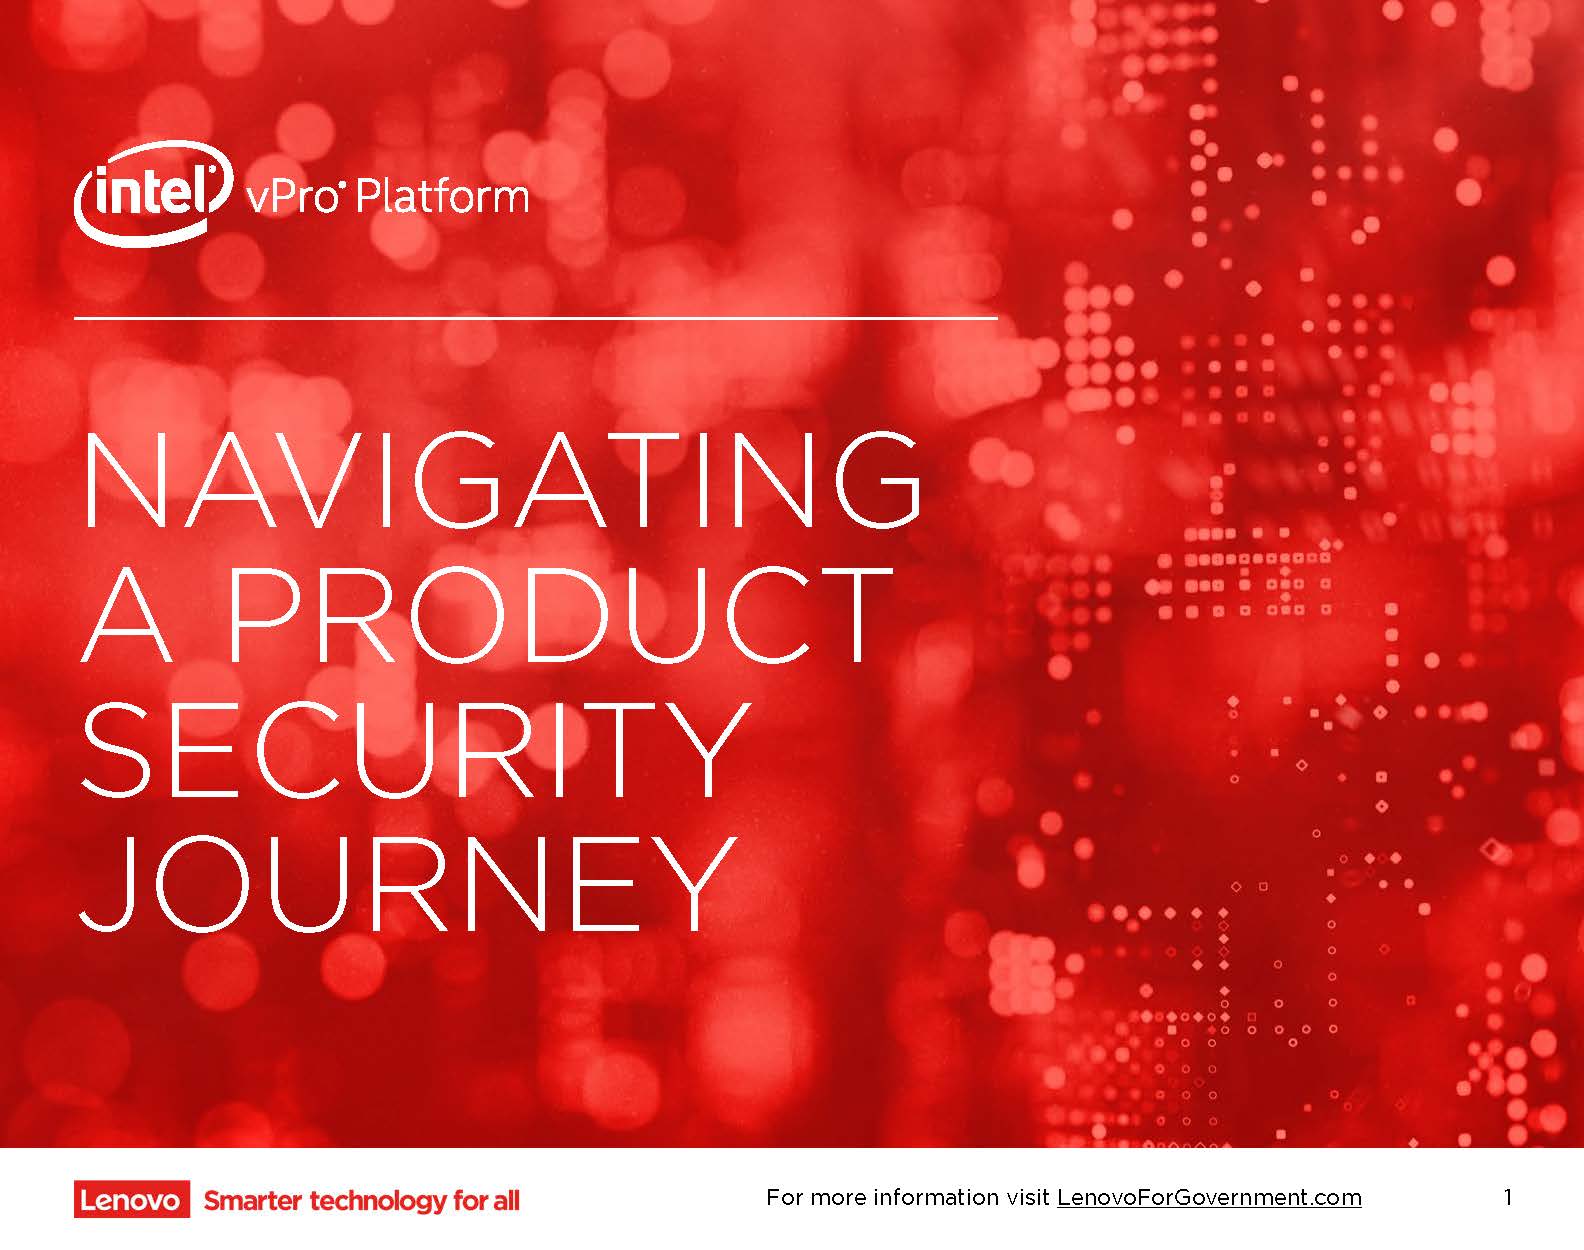 intel® vPro® Platform
NAVIGATING
A PRODUCT
SECURITY
JOURNEY
Lenovo Smarter technology for all
For more information visit LenovoForGovernment.com 1